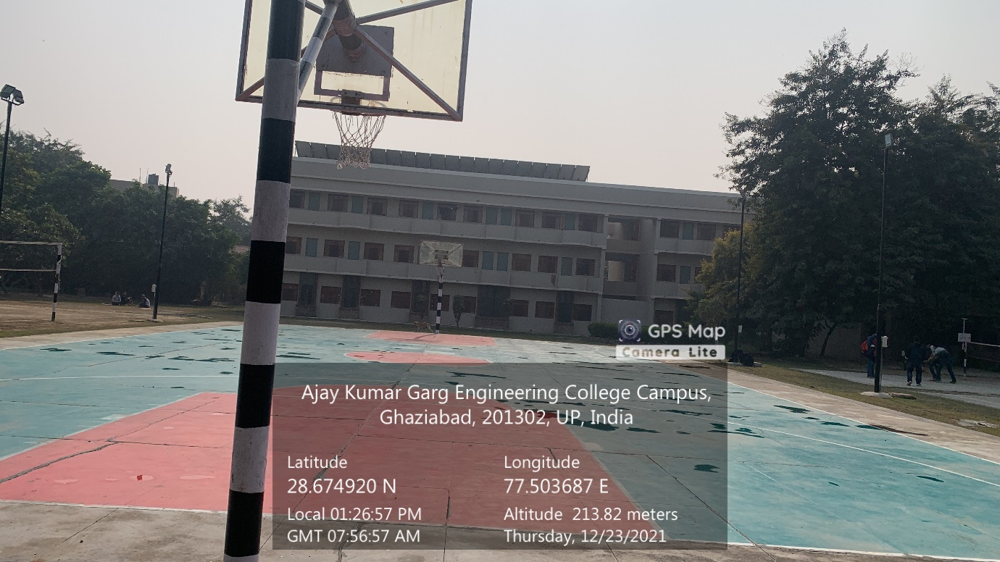 GPS Map
Camera Lite
Ajay Kumar Garg Engineering College Campus,
Ghaziabad, 201302, UP, India
Latitude
28.674920 N
Longitude
77.503687 E
Local 01:26:57 PM
GMT 07:56:57 AM
Altitude 213.82 meters
Thursday, 12/23/2021